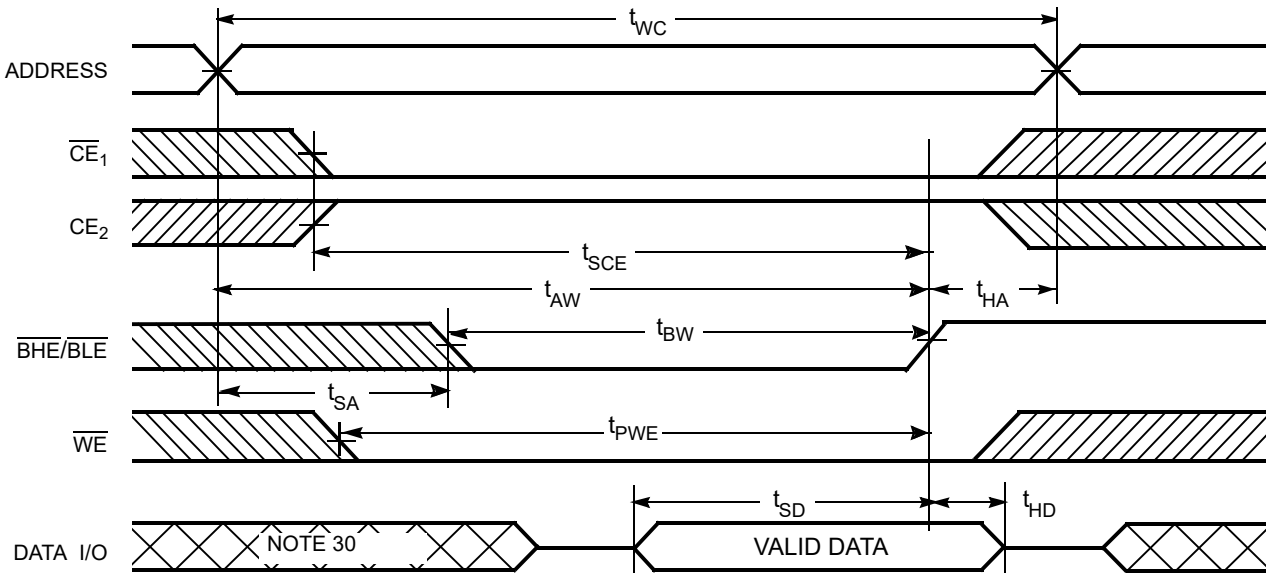 tWC
ADDRESS
CE1
CE2
tSCE
tAW
tHA
BHE/BLE
tBW
tSA
WE
tPWE
tSD
tHD
DATA I/O
NOTE 30
VALID DATA